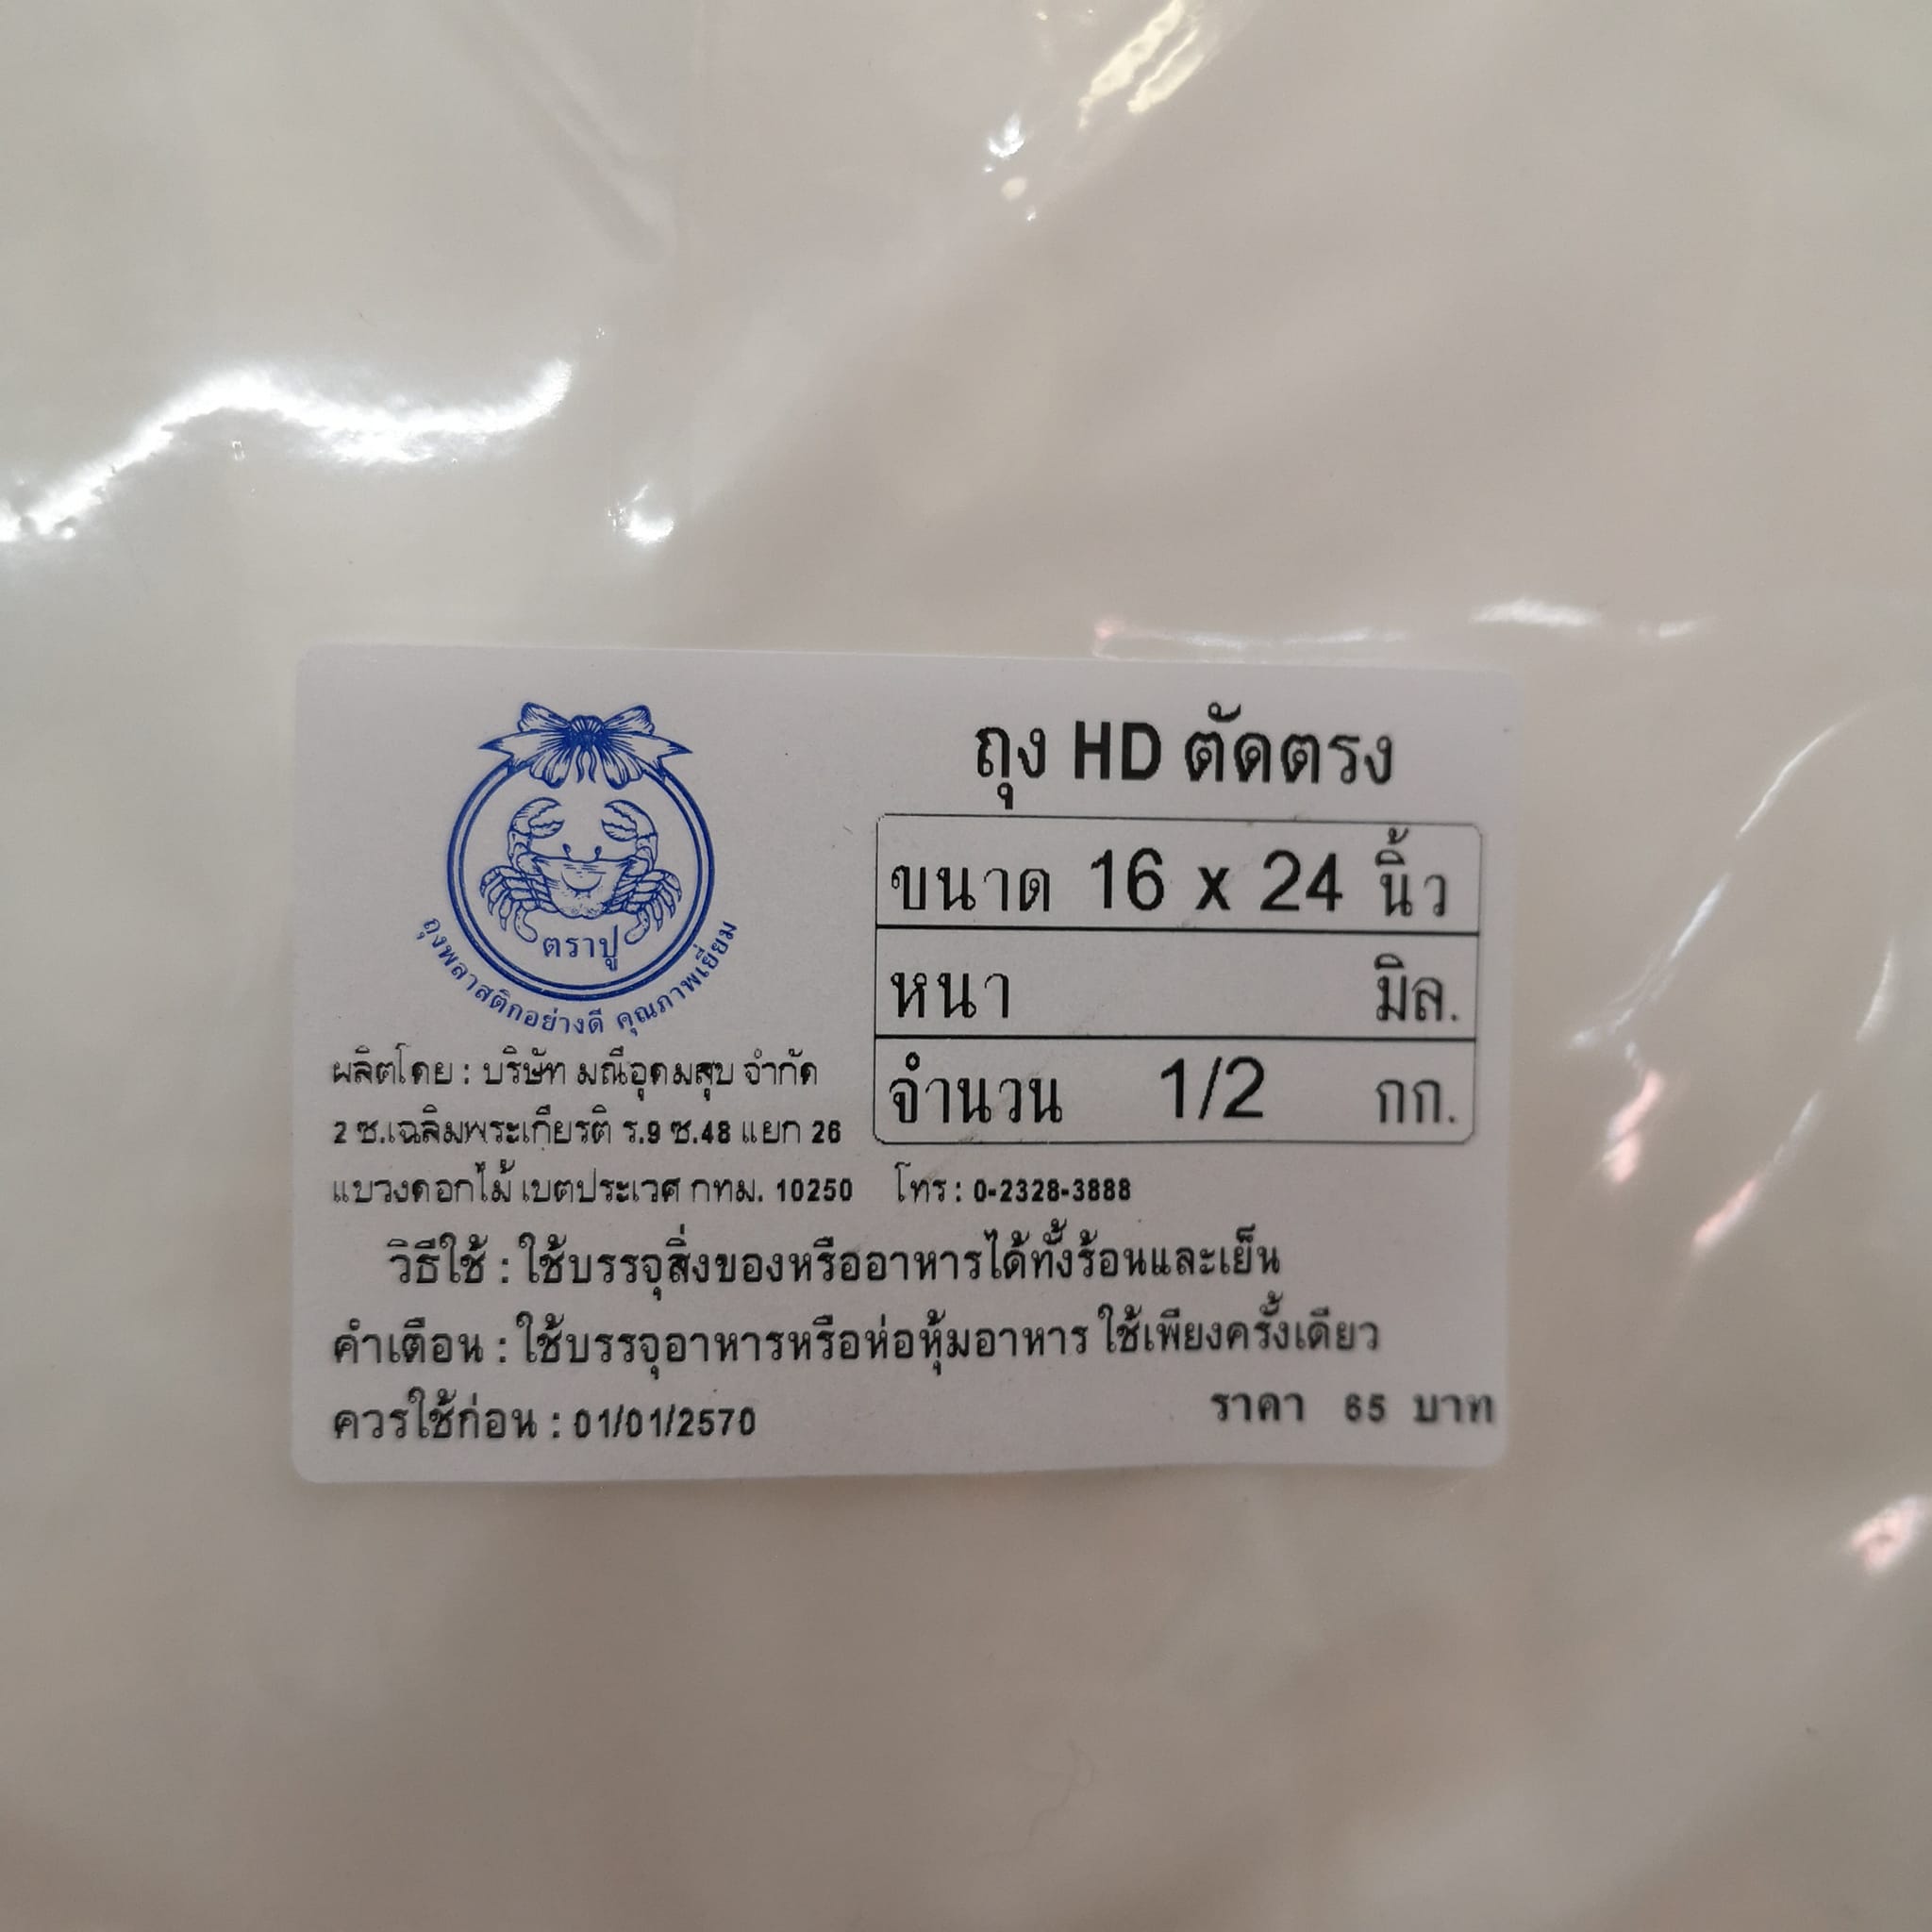 ถุง HD ตัดตรง
ตราปู
ถุงพลาสติกอย่างดี คุณภาพเยี่ยม
ขนาด 16 x 24 นิ้ว
หนา มิล.
จำนวน 1/2 กก.
ผลิตโดย : บริษัท มณีอุดมสุข จำกัด
2 ซ.เฉลิมพระเกียรติ ร.9 ซ.48 แยก 26
แขวงดอกไม้ เขตประเวศ กทม. 10250 โทร : 0-2328-3888
วิธีใช้ : ใช้บรรจุสิ่งของหรืออาหารได้ทั้งร้อนและเย็น
คำเตือน : ใช้บรรจุอาหารหรือห่อหุ้มอาหาร ใช้เพียงครั้งเดียว
ควรใช้ก่อน : 01/01/2570 ราคา 65 บาท